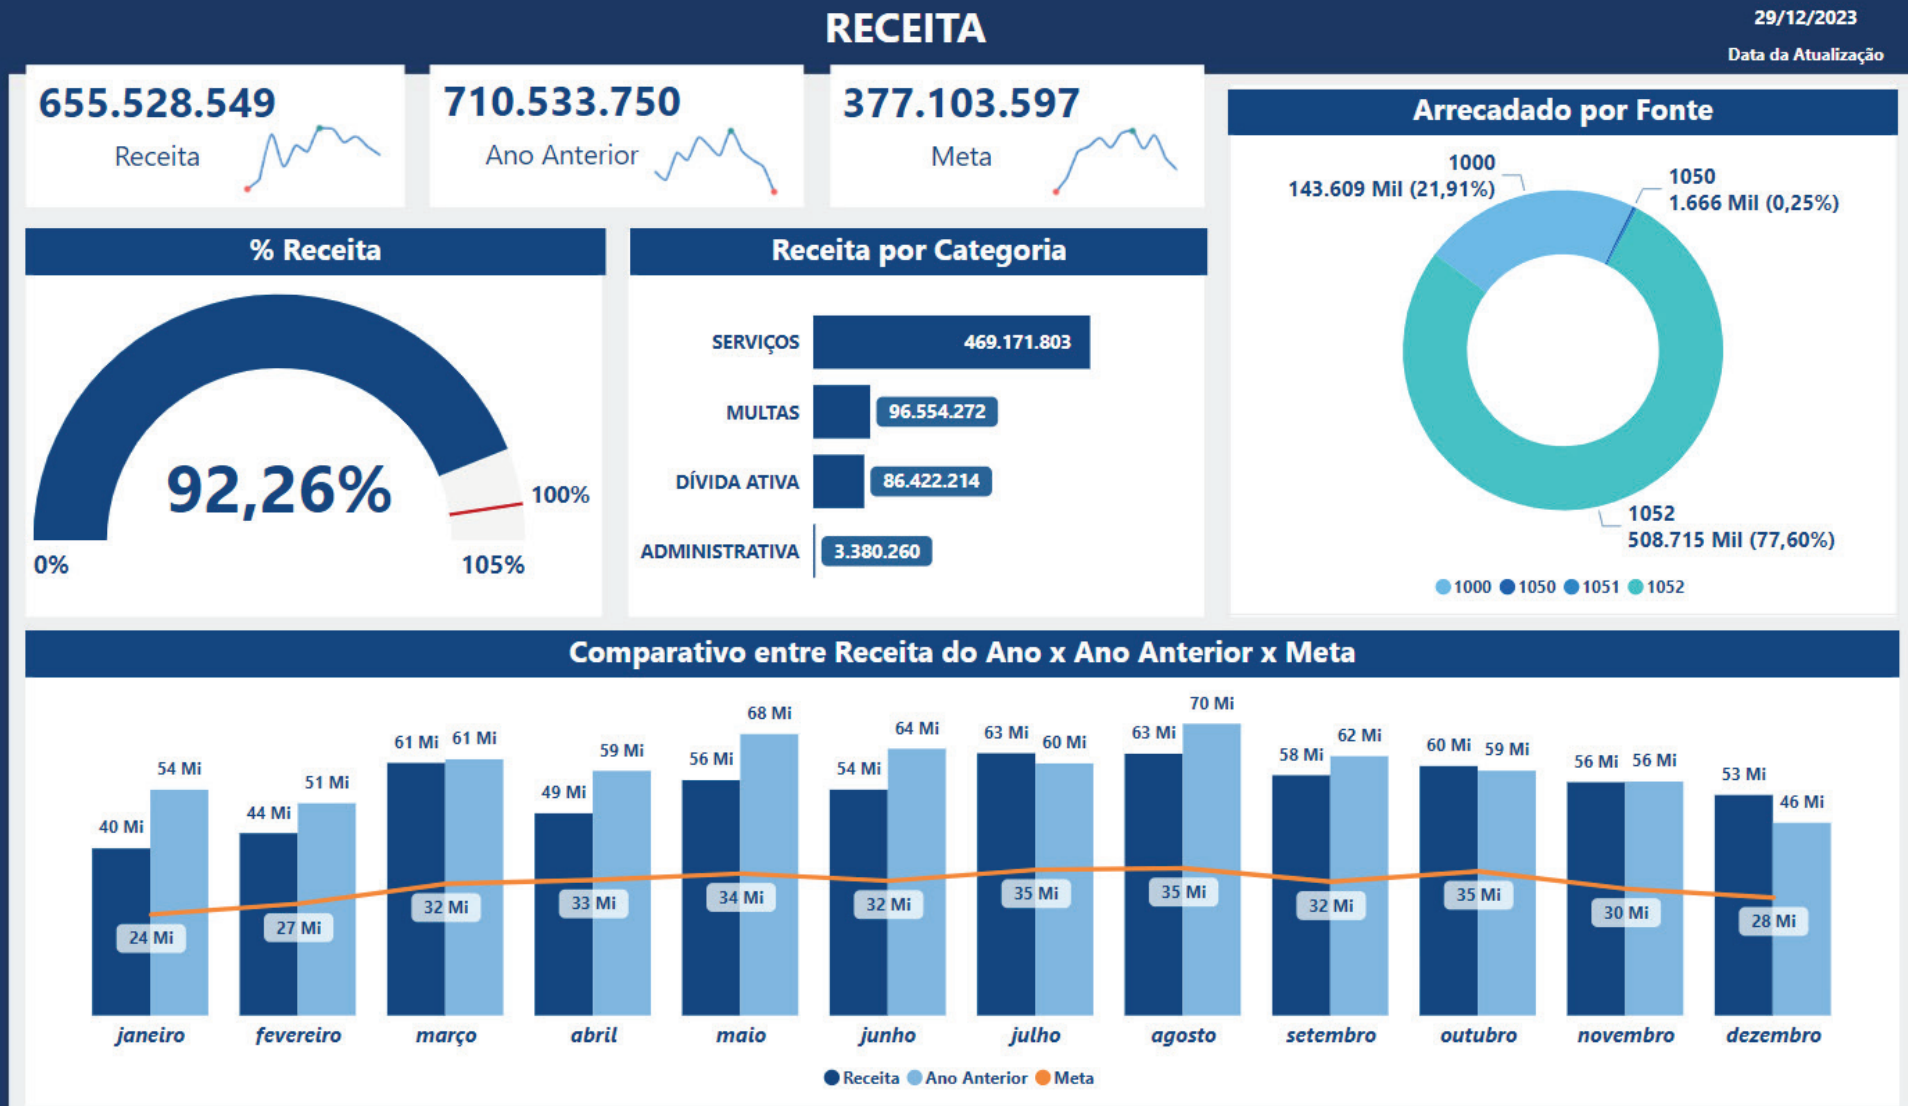 RECEITA
29/12/2023
Data da Atualização
655.528.549
Receita
710.533.750
Ano Anterior
377.103.597
Meta
Arrecadado por Fonte
1000
143.609 Mil (21,91%)
1050
1.666 Mil (0,25%)
1052
508.715 Mil (77,60%)
1000 1050 1051 1052
% Receita
92,26%
100%
0%
105%
Receita por Categoria
SERVIÇOS 469.171.803
MULTAS 96.554.272
DÍVIDA ATIVA 86.422.214
ADMINISTRATIVA 3.380.260
Comparativo entre Receita do Ano x Ano Anterior x Meta
40 Mi 54 Mi 44 Mi 51 Mi 61 Mi 61 Mi 49 Mi 59 Mi 56 Mi 68 Mi 54 Mi 64 Mi 63 Mi 60 Mi 63 Mi 70 Mi 58 Mi 62 Mi 60 Mi 59 Mi 56 Mi 56 Mi 53 Mi 46 Mi
24 Mi 27 Mi 32 Mi 33 Mi 34 Mi 32 Mi 35 Mi 35 Mi 32 Mi 35 Mi 30 Mi 28 Mi
janeiro fevereiro março abril maio junho julho agosto setembro outubro novembro dezembro
Receita Ano Anterior Meta